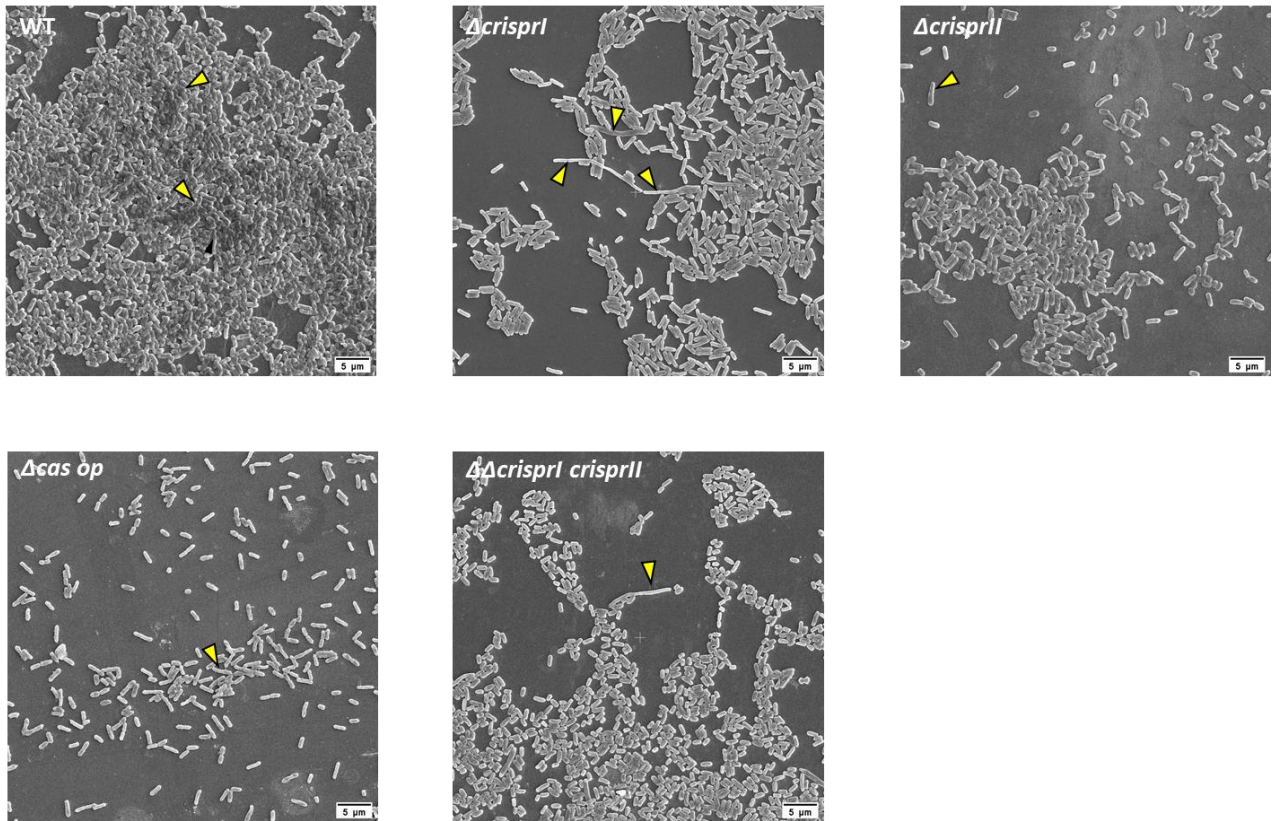 WT
5 µm
ΔcrisprI
5 µm
ΔcrisprII
5 µm
Δcas op
5 µm
ΔΔcrisprI crisprII
5 µm